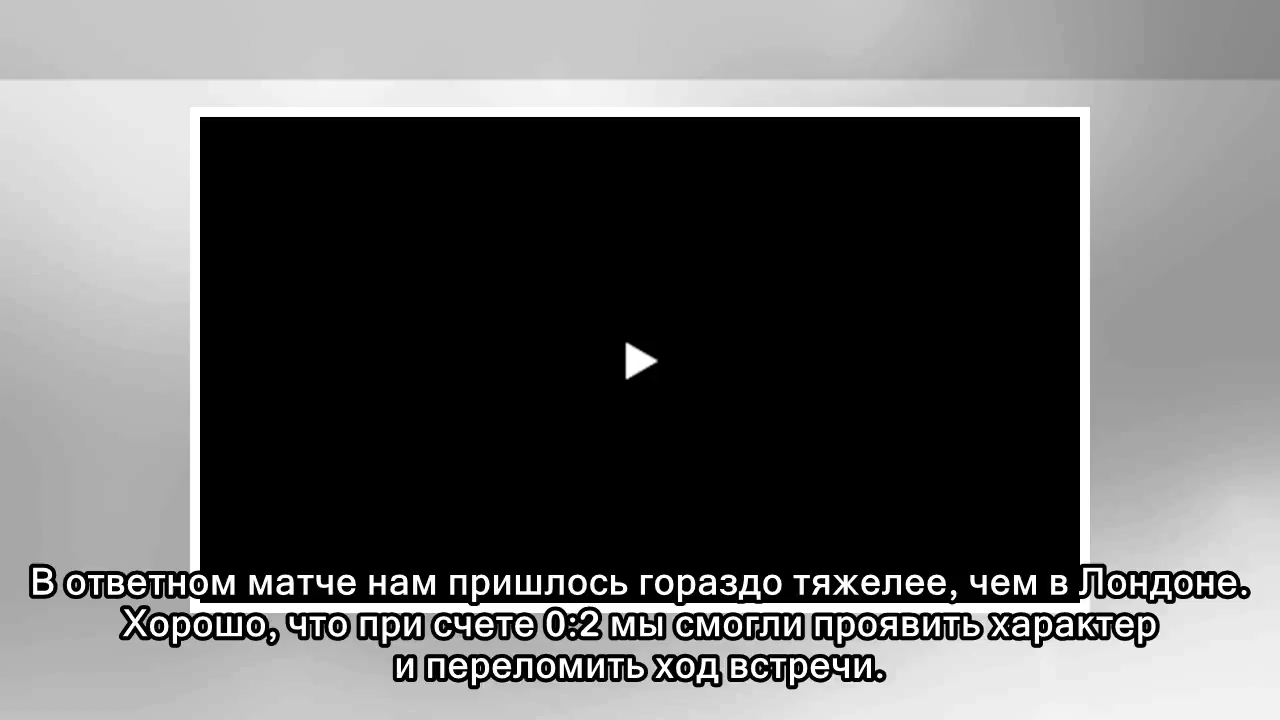 В ответном матче нам пришлось гораздо тяжелее, чем в Лондоне.
Хорошо, что при счете 0:2 мы смогли проявить характер
и переломить ход встречи.